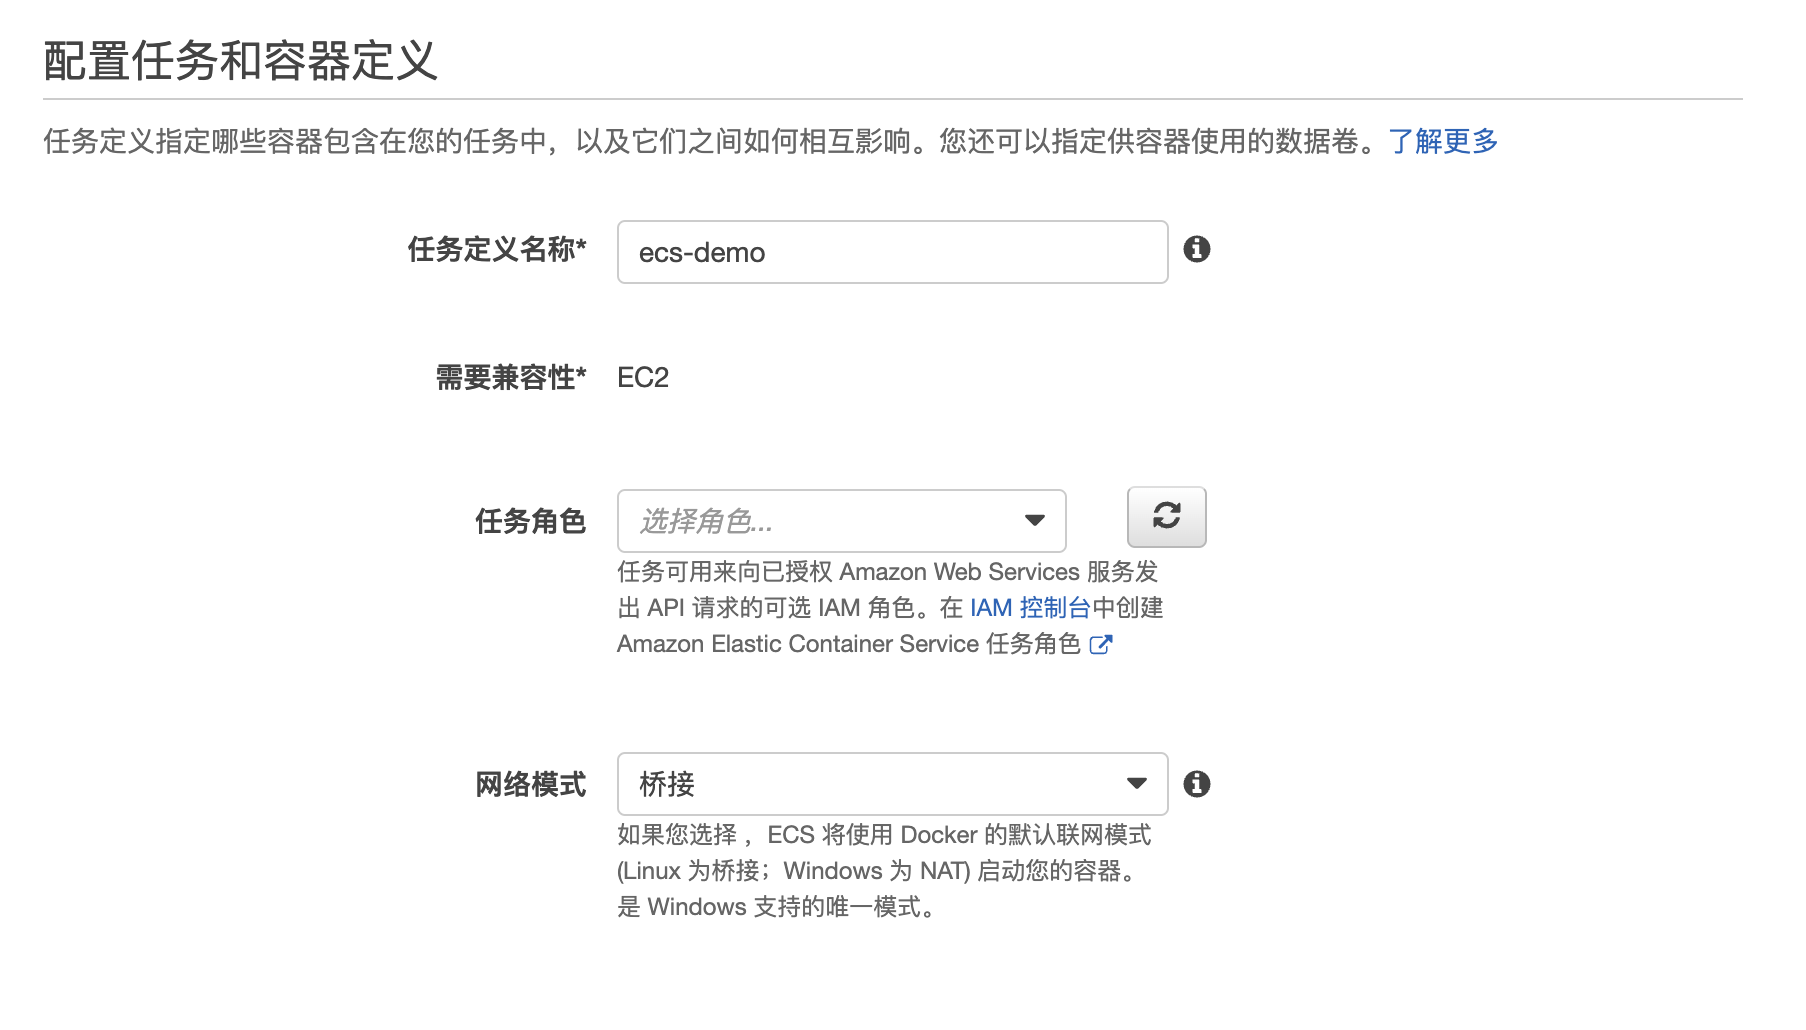 配置任务和容器定义
任务定义指定哪些容器包含在您的任务中，以及它们之间如何相互影响。您还可以指定供容器使用的数据卷。了解更多
任务定义名称* ecs-demo
需要兼容性* EC2
任务角色 选择角色...
任务可用来向已授权 Amazon Web Services 服务发
出 API 请求的可选 IAM 角色。在 IAM 控制台中创建
Amazon Elastic Container Service 任务角色
网络模式 桥接
如果您选择 ，ECS 将使用 Docker 的默认联网模式
(Linux 为桥接；Windows 为 NAT) 启动您的容器。
是 Windows 支持的唯一模式。